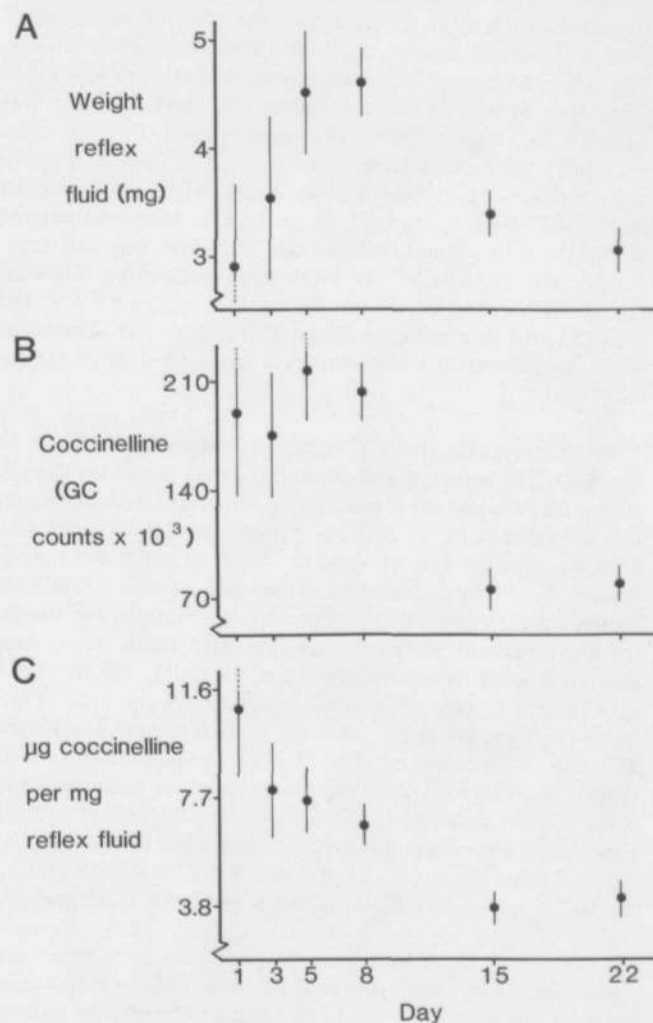 A
5
Weight
reflex
4
fluid (mg)
3
B
210
Coccinelline
(GC
140
counts x 10³)
70
C
11.6
µg coccinelline
per mg
7.7
reflex fluid
3.8
1 3 5 8 15 22
Day